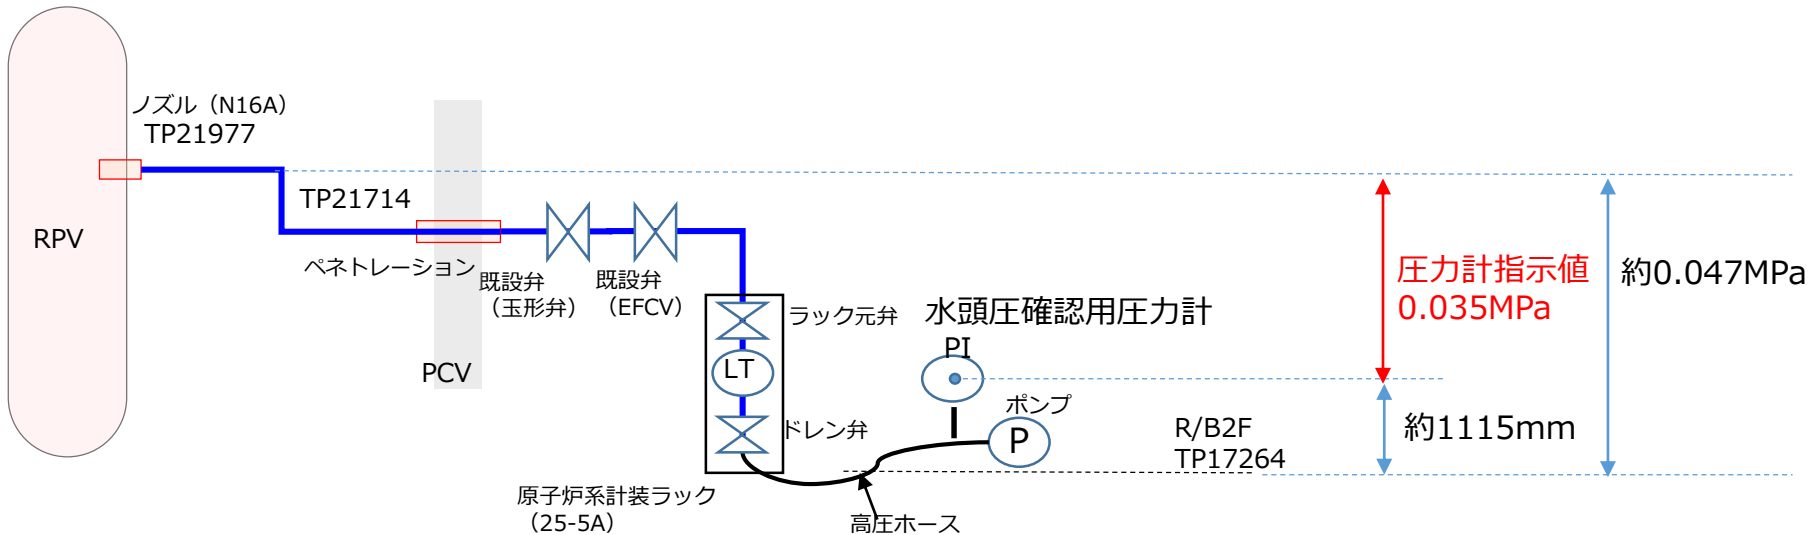 ノズル（N16A）
TP21977
TP21714
RPV
ペネトレーション
既設弁
（玉形弁）
既設弁
（EFCV）
PCV
ラック元弁
LT
ドレン弁
水頭圧確認用圧力計
PI
ポンプ
P
R/B2F
TP17264
圧力計指示値
0.035MPa
約0.047MPa
約1115mm
原子炉系計装ラック
（25-5A）
高圧ホース